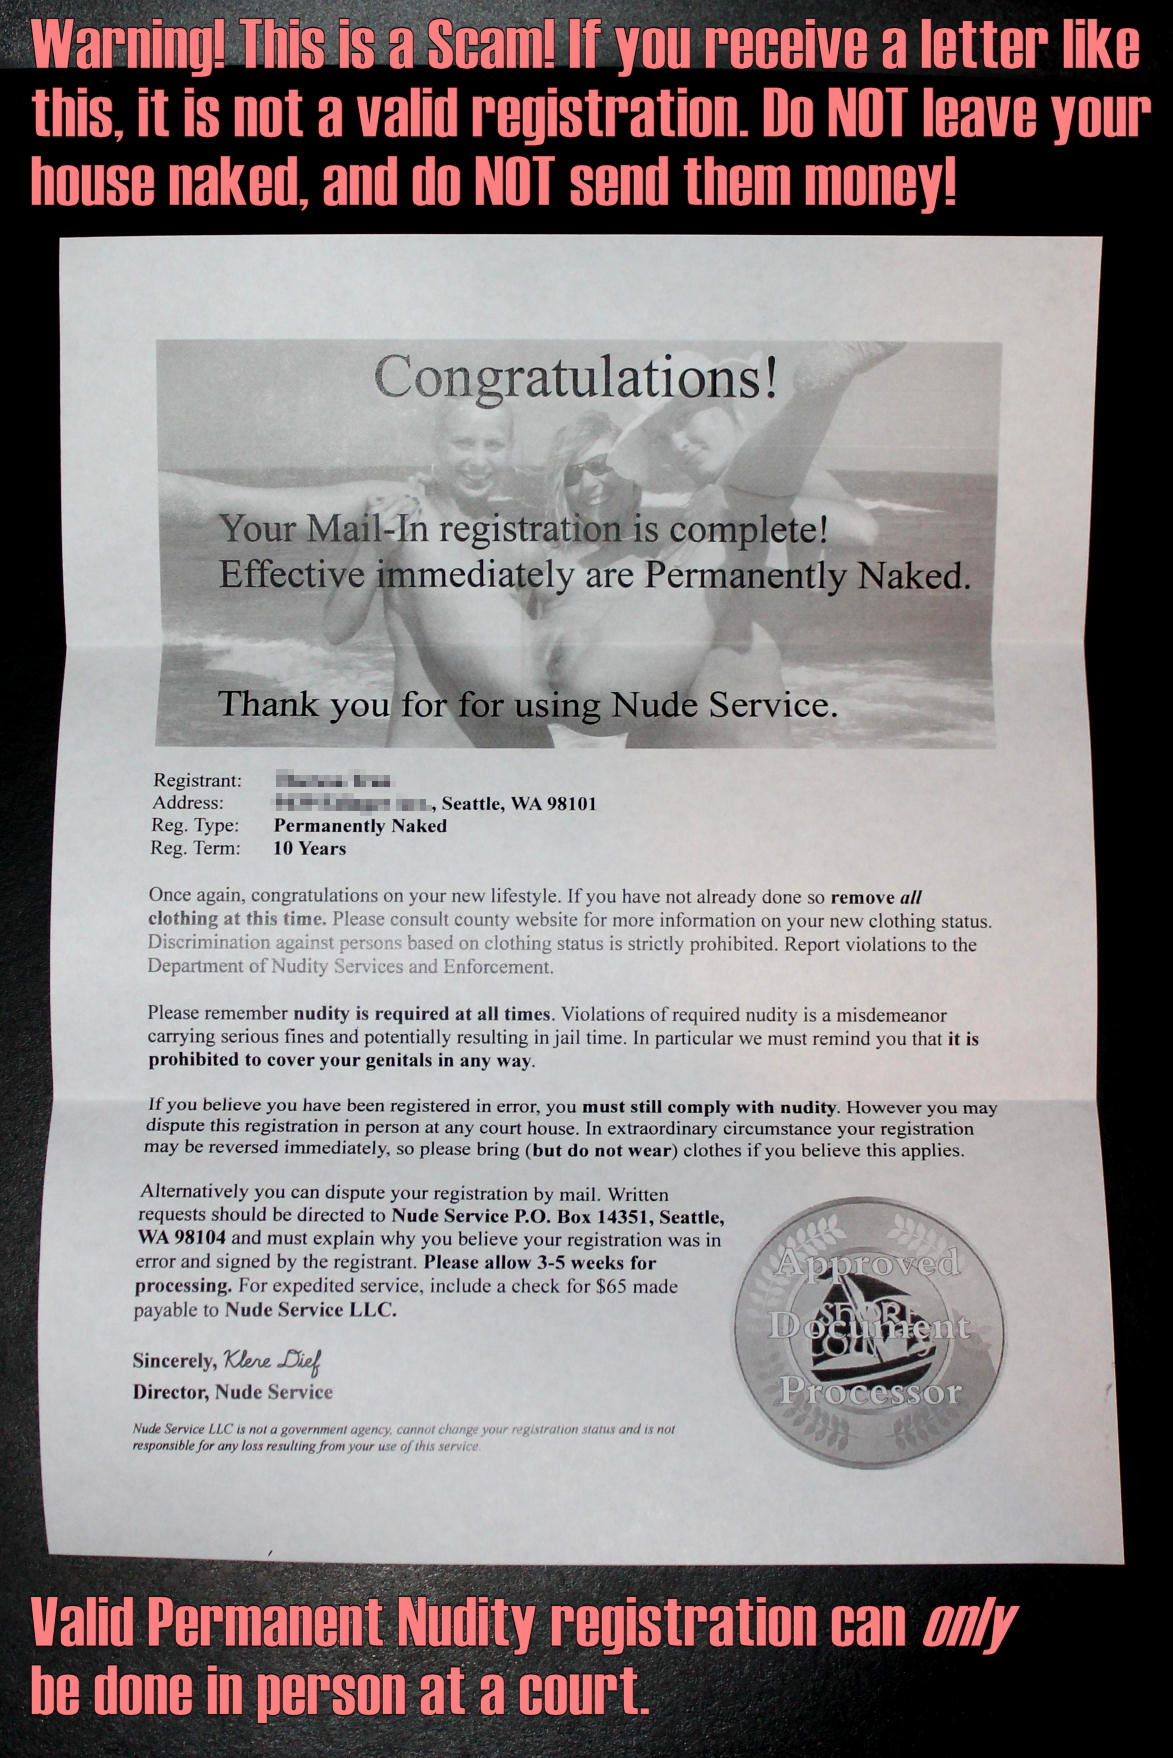 Warning! This is a Scam! If you receive a letter like
this, it is not a valid registration. Do NOT leave your
house naked, and do NOT send them money!
Congratulations!
Your Mail-In registration is complete!
Effective immediately are Permanently Naked.
Thank you for for using Nude Service.
Registrant:
Address: , Seattle, WA 98101
Reg. Type: Permanently Naked
Reg. Term: 10 Years
Once again, congratulations on your new lifestyle. If you have not already done so remove all
clothing at this time. Please consult county website for more information on your new clothing status.
Discrimination against persons based on clothing status is strictly prohibited. Report violations to the
Department of Nudity Services and Enforcement.
Please remember nudity is required at all times. Violations of required nudity is a misdemeanor
carrying serious fines and potentially resulting in jail time. In particular we must remind you that it is
prohibited to cover your genitals in any way.
If you believe you have been registered in error, you must still comply with nudity. However you may
dispute this registration in person at any court house. In extraordinary circumstance your registration
may be reversed immediately, so please bring (but do not wear) clothes if you believe this applies.
Alternatively you can dispute your registration by mail. Written
requests should be directed to Nude Service P.O. Box 14351, Seattle,
WA 98104 and must explain why you believe your registration was in
error and signed by the registrant. Please allow 3-5 weeks for
processing. For expedited service, include a check for $65 made
payable to Nude Service LLC.
Sincerely, Klere Dief
Director, Nude Service
Nude Service LLC is not a government agency, cannot change your registration status and is not
responsible for any loss resulting from your use of this service.
Approved
SHORE
Document
COUNTY
Processor
Valid Permanent Nudity registration can only
be done in person at a court.